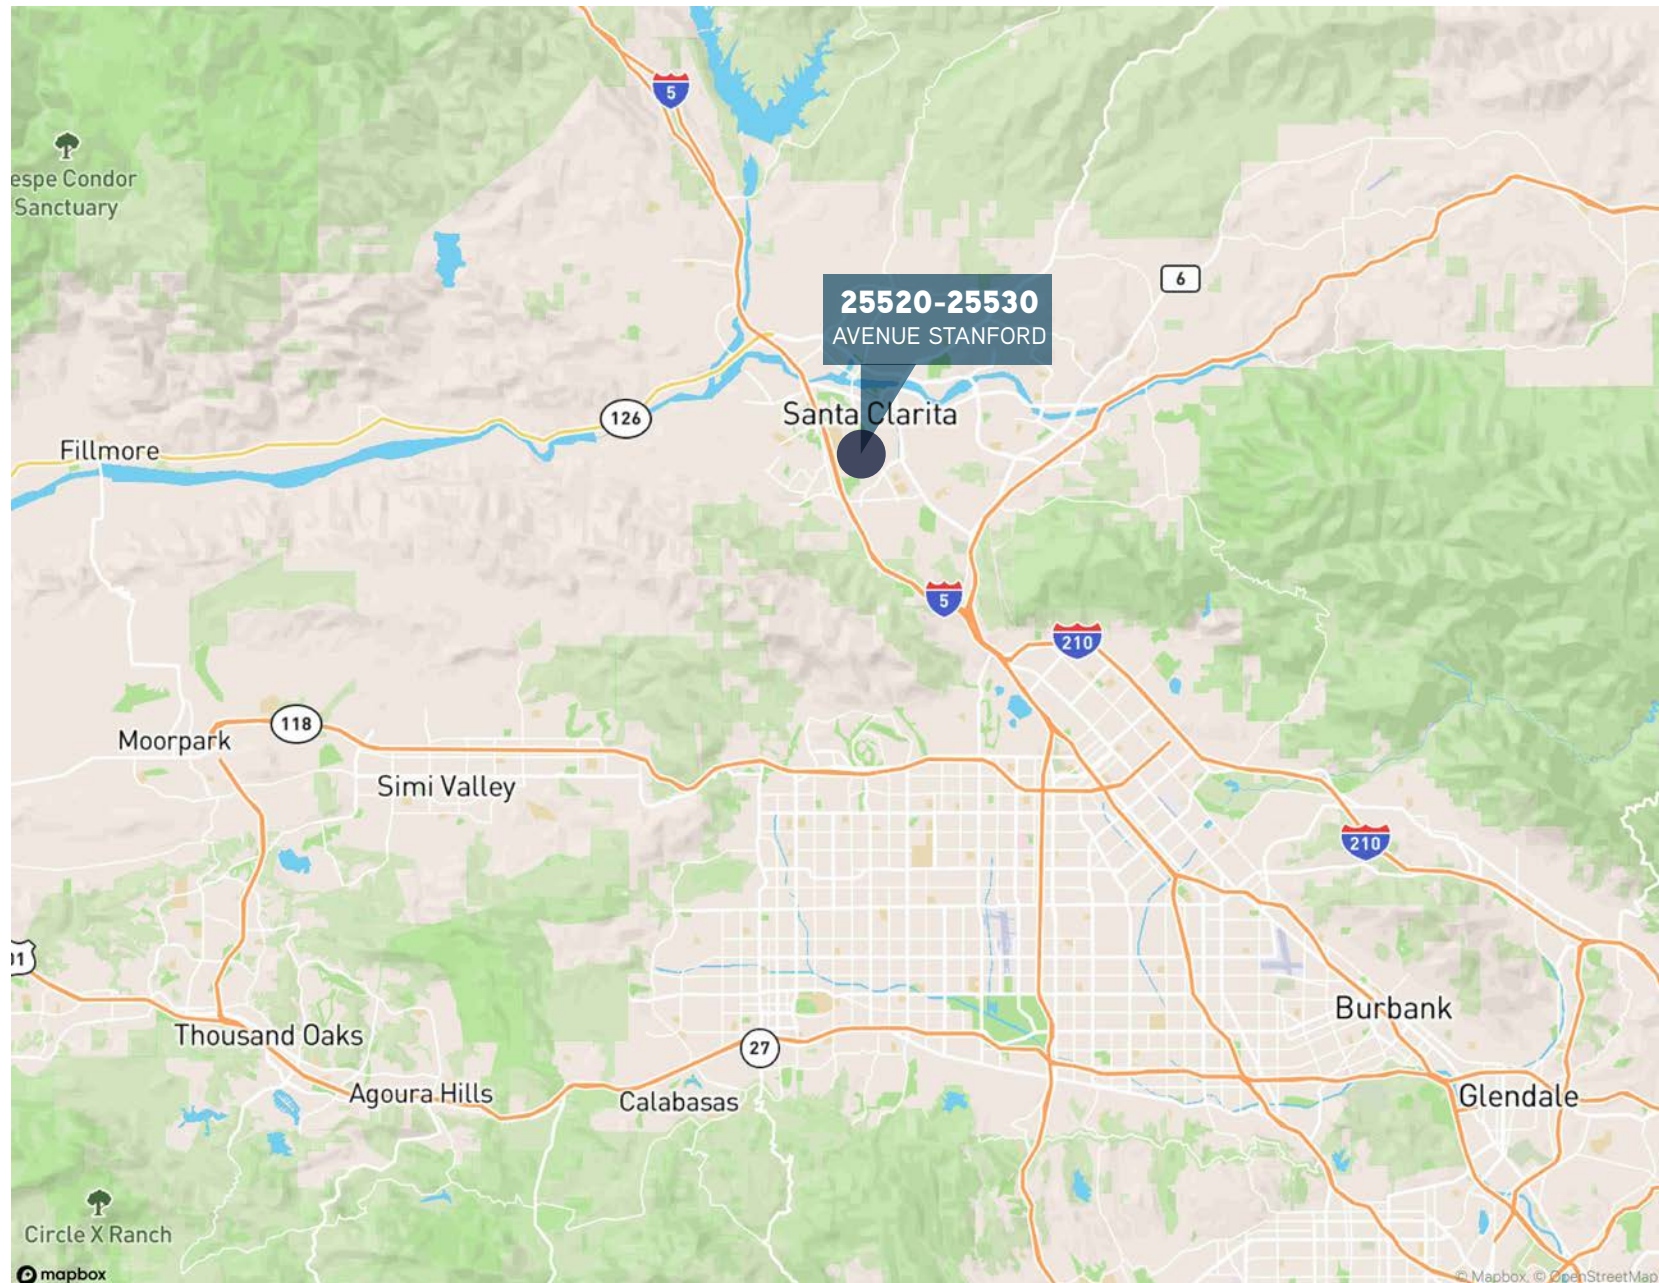 5
espe Condor
Sanctuary
6
25520-25530
AVENUE STANFORD
126
Santa Clarita
Fillmore
5
210
118
Moorpark
Simi Valley
210
01
Burbank
Thousand Oaks
27
Agoura Hills
Calabasas
Glendale
Circle X Ranch
mapbox
© Mapbox, © OpenStreetMap